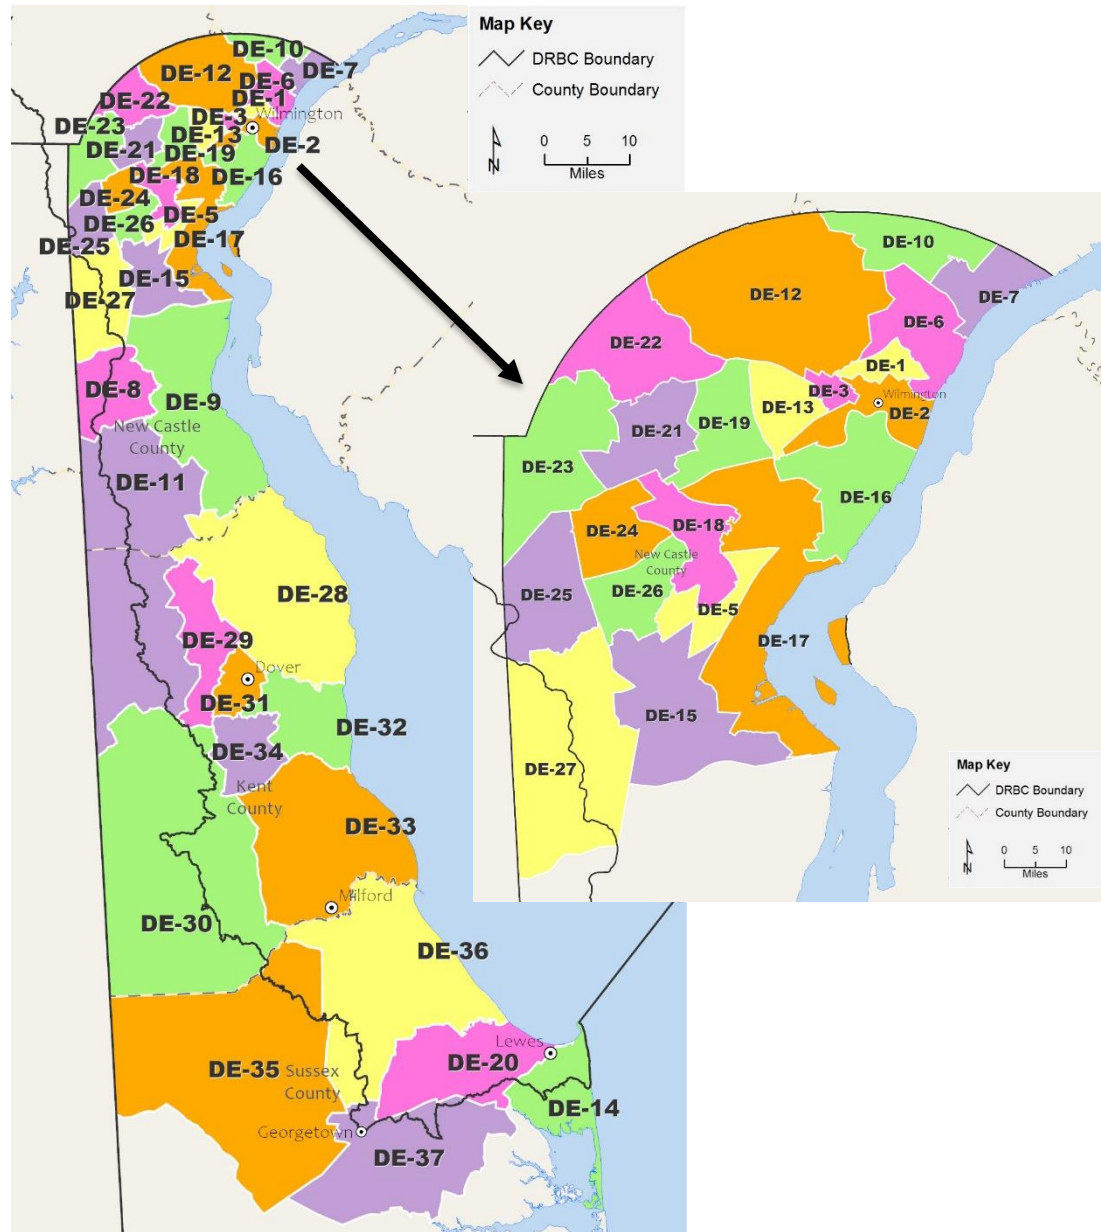 Map Key
DRBC Boundary
County Boundary
N
0 5 10
Miles
DE-10
DE-12
DE-7
DE-6
DE-22
DE-1
DE-3
Wilmington
DE-23
DE-13
DE-2
DE-21
DE-19
DE-18
DE-16
DE-24
DE-26
DE-5
DE-25
DE-17
DE-15
DE-27
DE-8
DE-9
New Castle
County
DE-11
DE-28
DE-29
Dover
DE-31
DE-32
DE-34
Kent
County
DE-33
Milford
DE-30
DE-36
Lewes
DE-20
DE-35
Sussex
County
DE-14
Georgetown
DE-37
DE-10
DE-12
DE-7
DE-6
DE-22
DE-1
DE-3
Wilmington
DE-13
DE-2
DE-21
DE-19
DE-23
DE-16
DE-18
DE-24
New Castle
County
DE-26
DE-25
DE-5
DE-17
DE-15
DE-27
Map Key
DRBC Boundary
County Boundary
N
0 5 10
Miles